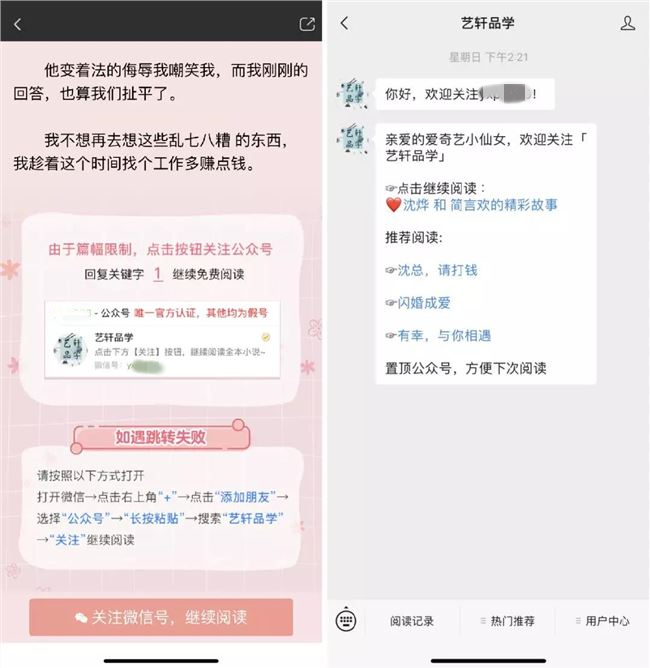 他变着法的侮辱我嘲笑我，而我刚刚的
回答，也算我们扯平了。
我不想再去想这些乱七八糟 的东西，
我趁着这个时间找个工作多赚点钱。
由于篇幅限制，点击按钮关注公众号
回复关键字 1 继续免费阅读
- 公众号 唯一官方认证，其他均为假号
艺轩品学
点击下方【关注】按钮，继续阅读全本小说~
微信号：y
如遇跳转失败
请按照以下方式打开
打开微信→点击右上角“+”→点击“添加朋友”→
选择“公众号”→“长按粘贴”→搜索“艺轩品学”
→“关注”继续阅读
关注微信号，继续阅读
艺轩品学
星期日 下午2:21
艺轩
品学
你好，欢迎关注
！
艺轩
品学
亲爱的爱奇艺小仙女，欢迎关注「
艺轩品学」
☞点击继续阅读：
❤️沈烨 和 简言欢的精彩故事
推荐阅读:
☞沈总，请打钱
☞闪婚成爱
☞有幸，与你相遇
置顶公众号，方便下次阅读
阅读记录
热门推荐
用户中心